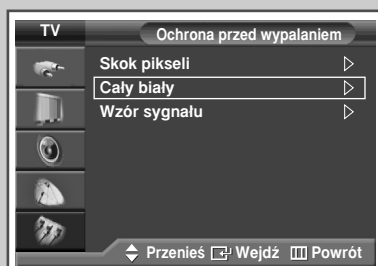 TV
Ochrona przed wypalaniem
Skok pikseli
Cały biały
Wzór sygnału
Przenieś Wejdź Powrót